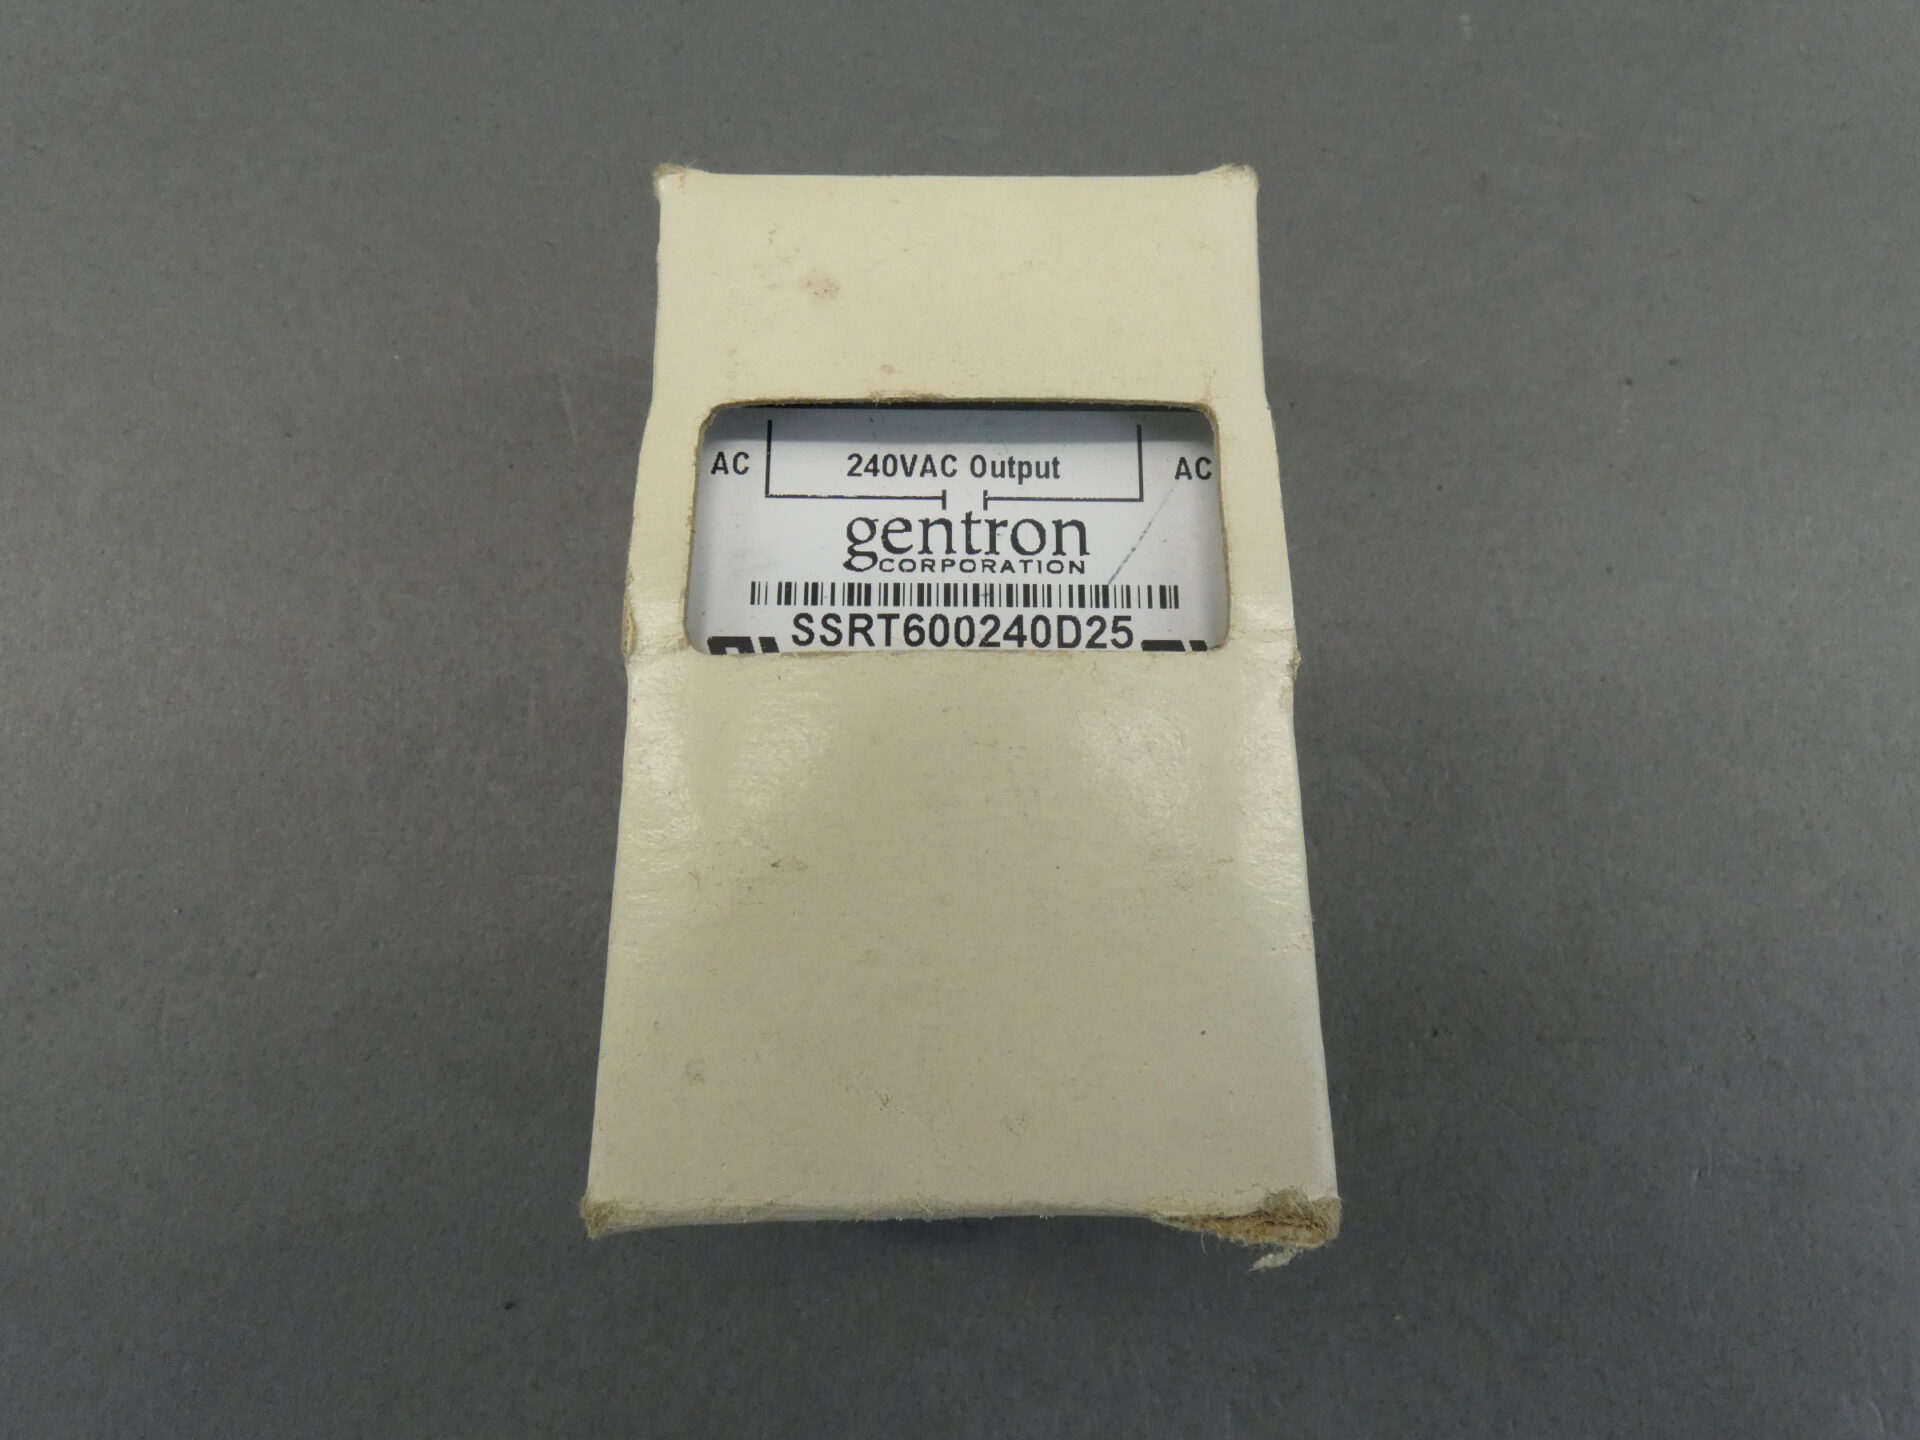 AC 240VAC Output AC
gentron
CORPORATION
SSRT600240D25